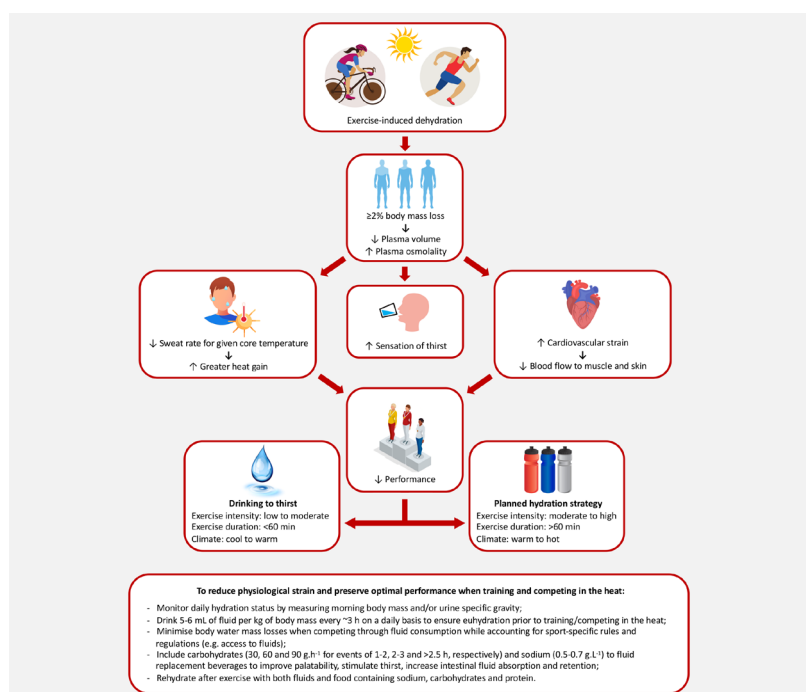 Exercise-induced dehydration
≥2% body mass loss
↓
↓ Plasma volume
↑ Plasma osmolality
↓ Sweat rate for given core temperature
↓
↑ Greater heat gain
↑ Sensation of thirst
↑ Cardiovascular strain
↓
↓ Blood flow to muscle and skin
↓ Performance
Drinking to thirst
Exercise intensity: low to moderate
Exercise duration: <60 min
Climate: cool to warm
Planned hydration strategy
Exercise intensity: moderate to high
Exercise duration: >60 min
Climate: warm to hot
To reduce physiological strain and preserve optimal performance when training and competing in the heat:
- Monitor daily hydration status by measuring morning body mass and/or urine specific gravity;
- Drink 5-6 mL of fluid per kg of body mass every ~3 h on a daily basis to ensure euhydration prior to training/competing in the heat;
- Minimise body water mass losses when competing through fluid consumption while accounting for sport-specific rules and
regulations (e.g. access to fluids);
- Include carbohydrates (30, 60 and 90 g.h⁻¹ for events of 1-2, 2-3 and >2.5 h, respectively) and sodium (0.5-0.7 g.L⁻¹) to fluid
replacement beverages to improve palatability, stimulate thirst, increase intestinal fluid absorption and retention;
- Rehydrate after exercise with both fluids and food containing sodium, carbohydrates and protein.